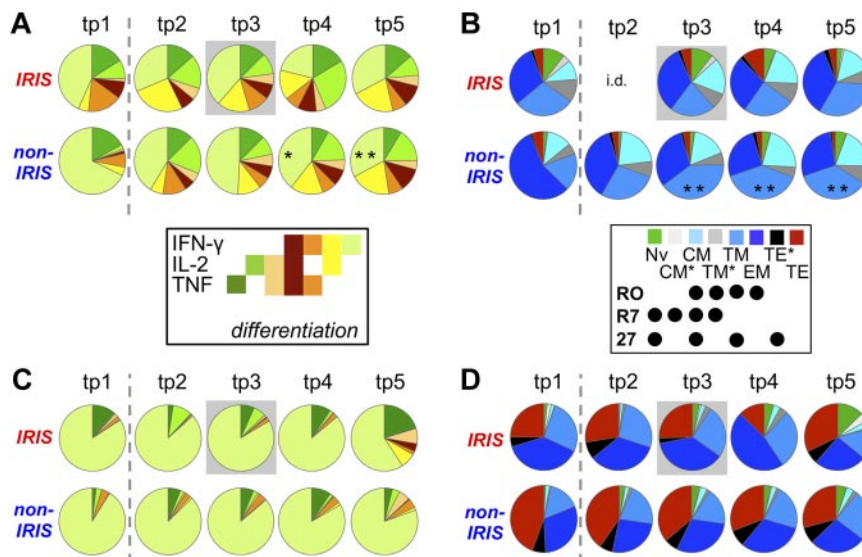 A tp1 tp2 tp3 tp4 tp5
IRIS
non-
IRIS
*
* *
B tp1 tp2 tp3 tp4 tp5
IRIS
i.d.
non-
IRIS
* *
* *
* *
IFN-γ
IL-2
TNF
differentiation
Nv CM TM TE*
CM* TM* EM TE
RO
R7
27
C tp1 tp2 tp3 tp4 tp5
IRIS
non-
IRIS
D tp1 tp2 tp3 tp4 tp5
IRIS
non-
IRIS